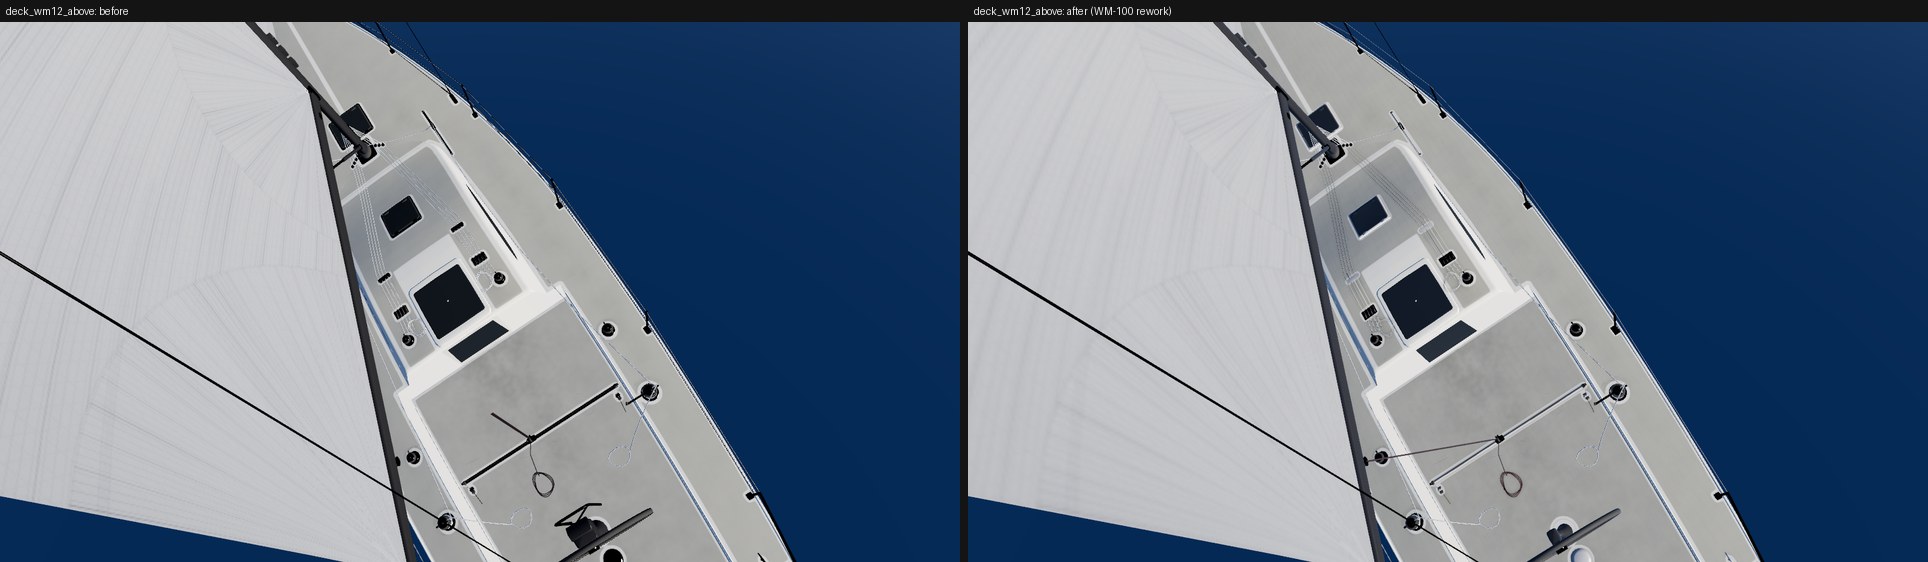 deck_wm12_above: before
deck_wm12_above: after (WM-100 rework)